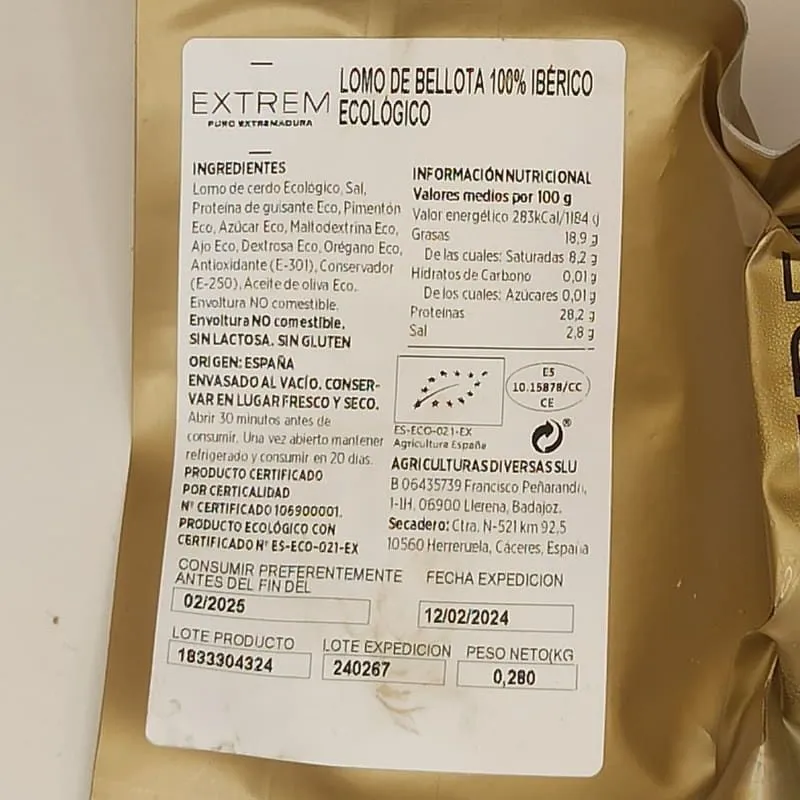 EXTREM
PURO EXTREMADURA
LOMO DE BELLOTA 100% IBÉRICO
ECOLÓGICO
INGREDIENTES
Lomo de cerdo Ecológico, Sal,
Proteína de guisante Eco, Pimentón
Eco, Azúcar Eco, Maltodextrina Eco,
Ajo Eco, Dextrosa Eco, Orégano Eco,
Antioxidante (E-301), Conservador
(E-250), Aceite de oliva Eco.
Envoltura NO comestible.
Envoltura NO comestible.
SIN LACTOSA. SIN GLUTEN
ORIGEN: ESPAÑA
ENVASADO AL VACÍO. CONSER-
VAR EN LUGAR FRESCO Y SECO.
Abrir 30 minutos antes de
consumir. Una vez abierto mantener
refrigerado y consumir en 20 días.
PRODUCTO CERTIFICADO
POR CERTICALIDAD
Nº CERTIFICADO 106900001.
PRODUCTO ECOLÓGICO CON
CERTIFICADO Nº ES-ECO-021-EX
INFORMACIÓN NUTRICIONAL
Valores medios por 100 g
Valor energético 283kCal/1184 kJ
Grasas 18,9 g
De las cuales: Saturadas 8,2 g
Hidratos de Carbono 0,01 g
De los cuales: Azúcares 0,01 g
Proteínas 28,2 g
Sal 2,8 g
ES
10.15878/CC
CE
ES-ECO-021-EX
Agricultura España
AGRICULTURAS DIVERSAS SLU
B 06435739 Francisco Peñaranda,
1-1H, 06900 Llerena, Badajoz.
Secadero: Ctra. N-521 km 92,5
10560 Herreruela, Cáceres, España
CONSUMIR PREFERENTEMENTE
ANTES DEL FIN DEL
02/2025
FECHA EXPEDICION
12/02/2024
LOTE PRODUCTO
1833304324
LOTE EXPEDICION
240267
PESO NETO(KG
0,280